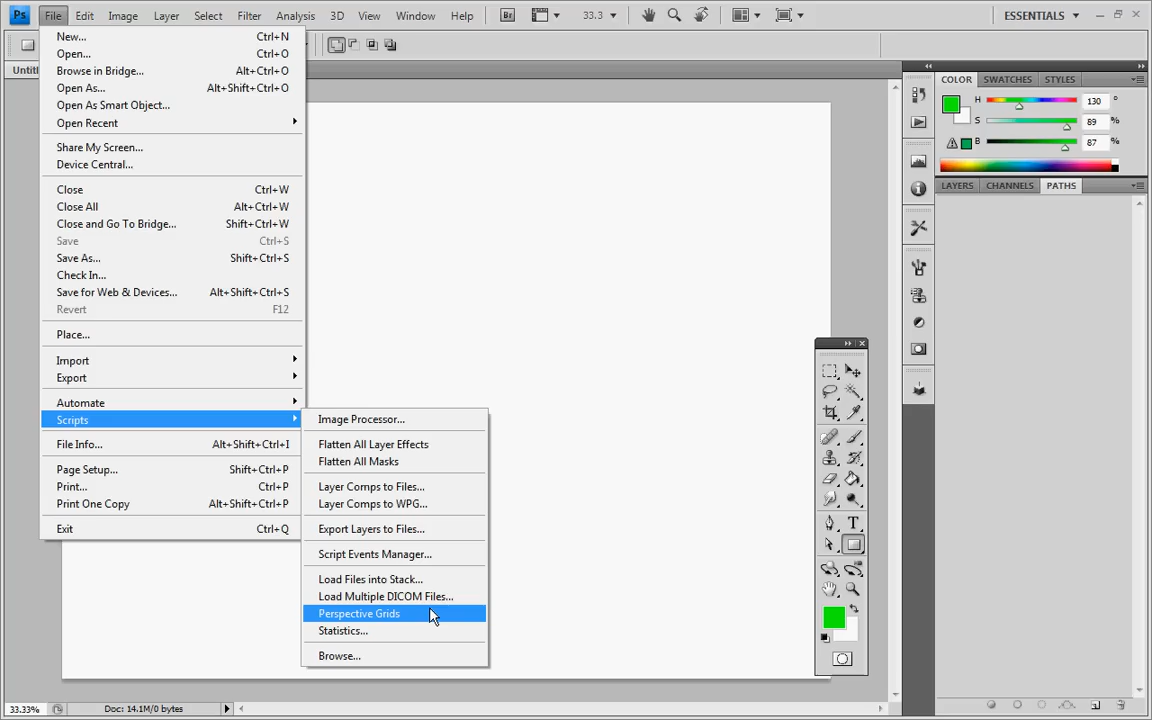 Ps File Edit Image Layer Select Filter Analysis 3D View Window Help Br 33.3 ESSENTIALS
New... Ctrl+N
Open... Ctrl+O
Browse in Bridge... Alt+Ctrl+O
Open As... Alt+Shift+Ctrl+O
Open As Smart Object...
Open Recent
Share My Screen...
Device Central...
Close Ctrl+W
Close All Alt+Ctrl+W
Close and Go To Bridge... Shift+Ctrl+W
Save Ctrl+S
Save As... Shift+Ctrl+S
Check In...
Save for Web & Devices... Alt+Shift+Ctrl+S
Revert F12
Place...
Import
Export
Automate
Scripts
File Info... Alt+Shift+Ctrl+I
Page Setup... Shift+Ctrl+P
Print... Ctrl+P
Print One Copy Alt+Shift+Ctrl+P
Exit Ctrl+Q
Image Processor...
Flatten All Layer Effects
Flatten All Masks
Layer Comps to Files...
Layer Comps to WPG...
Export Layers to Files...
Script Events Manager...
Load Files into Stack...
Load Multiple DICOM Files...
Perspective Grids
Statistics...
Browse...
Untitl
COLOR SWATCHES STYLES
H 130 °
S 89 %
B 87 %
LAYERS CHANNELS PATHS
T
33.33% Doc: 14.1M/0 bytes